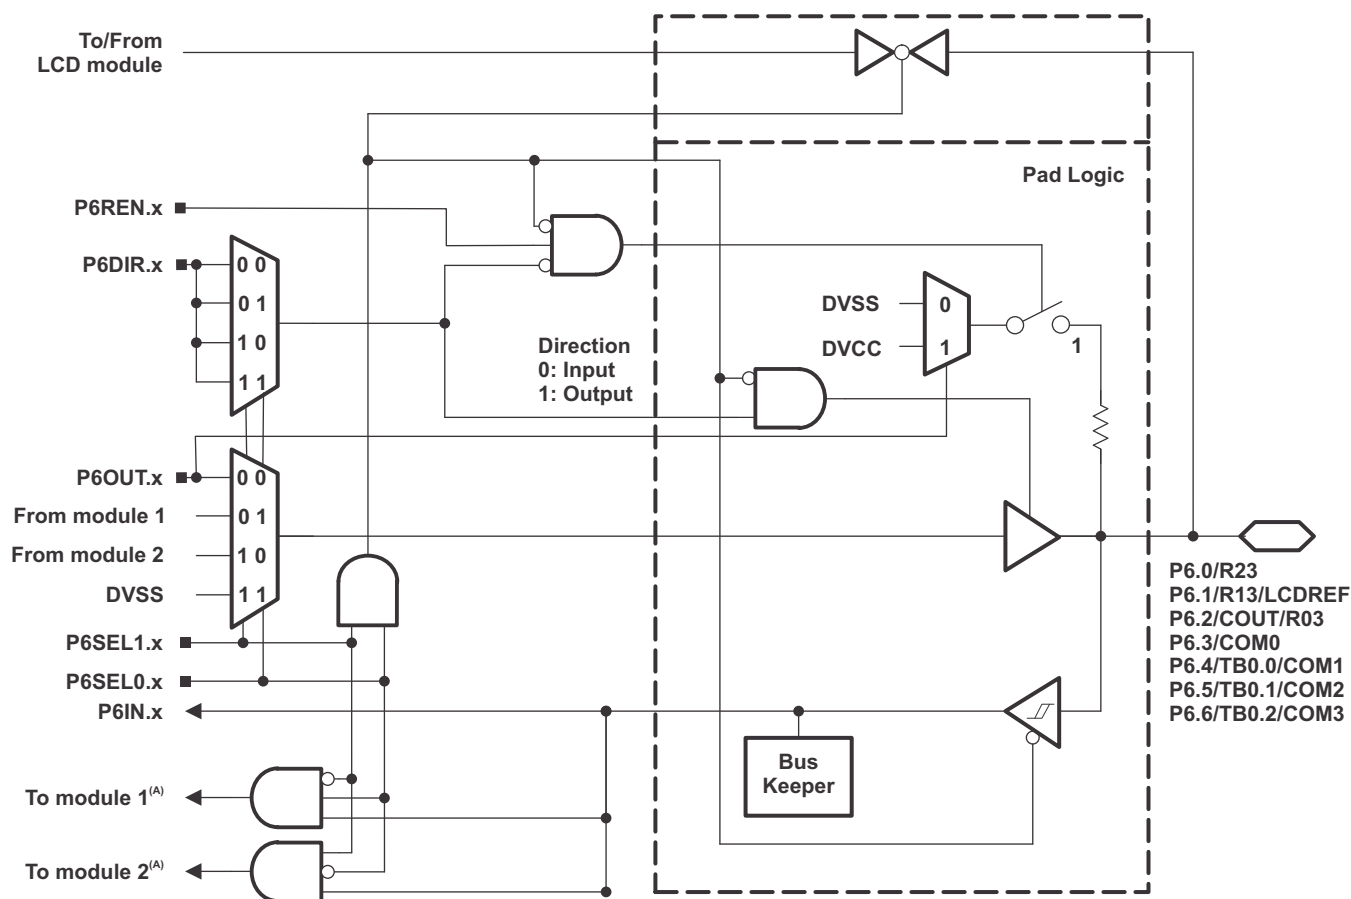 To/From
LCD module
Pad Logic
P6REN.x
P6DIR.x
0 0
0 1
1 0
1 1
Direction
0: Input
1: Output
DVSS
DVCC
0
1
1
P6OUT.x
From module 1
From module 2
DVSS
0 0
0 1
1 0
1 1
P6SEL1.x
P6SEL0.x
P6IN.x
To module 1(A)
To module 2(A)
Bus
Keeper
P6.0/R23
P6.1/R13/LCDREF
P6.2/COUT/R03
P6.3/COM0
P6.4/TB0.0/COM1
P6.5/TB0.1/COM2
P6.6/TB0.2/COM3